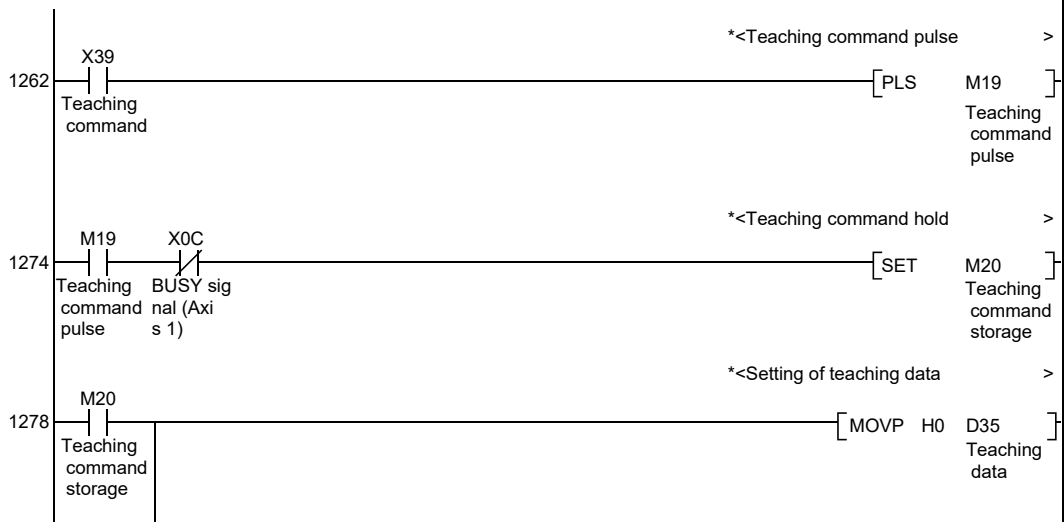 *<Teaching command pulse >
X39
1262 PLS M19
Teaching
command
Teaching
command
pulse
*<Teaching command hold >
M19 X0C
1274 SET M20
Teaching
command
pulse
BUSY sig
nal (Axi
s 1)
Teaching
command
storage
*<Setting of teaching data >
M20
1278 MOVP H0 D35
Teaching
command
storage
Teaching
data